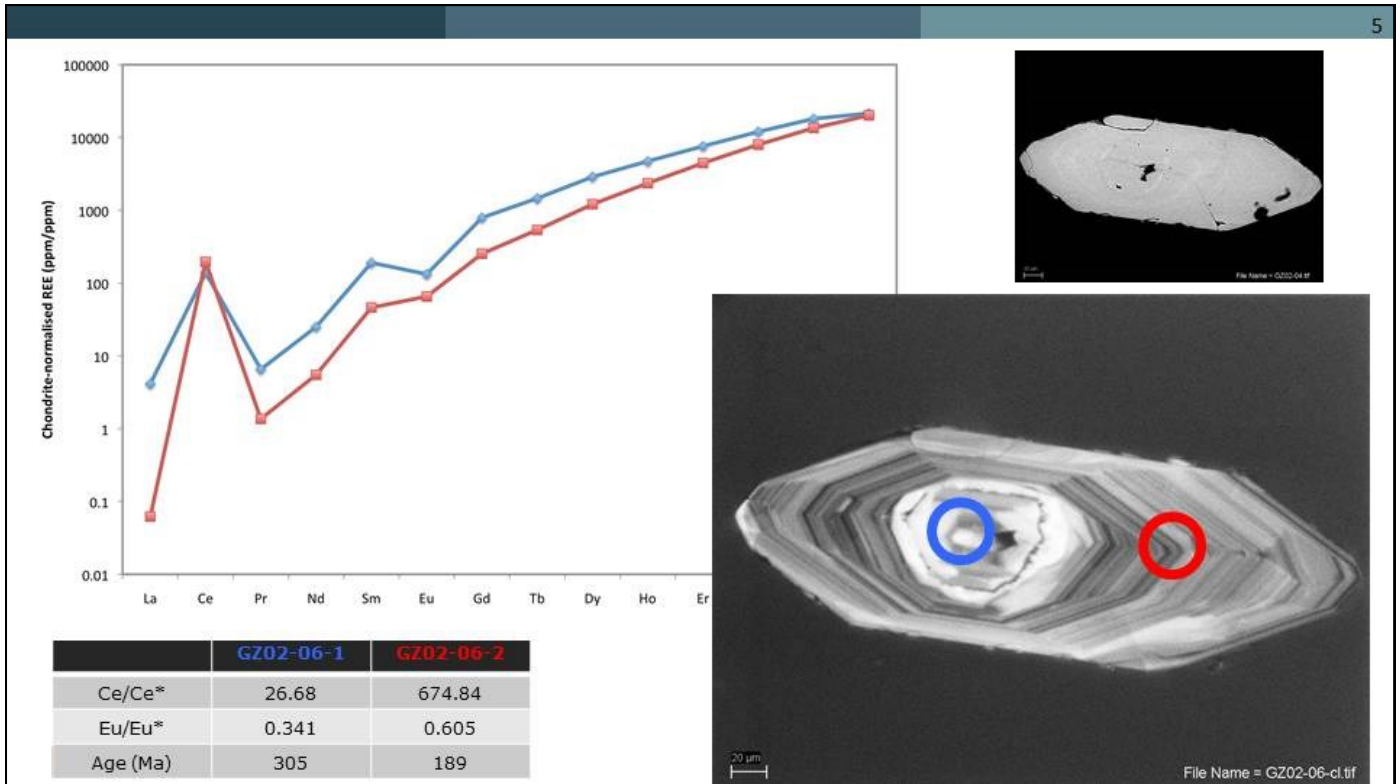 5
Chondrite-normalised REE (ppm/ppm)
100000
10000
1000
100
10
1
0.1
0.01
La Ce Pr Nd Sm Eu Gd Tb Dy Ho Er
File Name = GZ02-04.tif
20 µm
File Name = GZ02-06-cl.tif
GZ02-06-1 GZ02-06-2
Ce/Ce* 26.68 674.84
Eu/Eu* 0.341 0.605
Age (Ma) 305 189